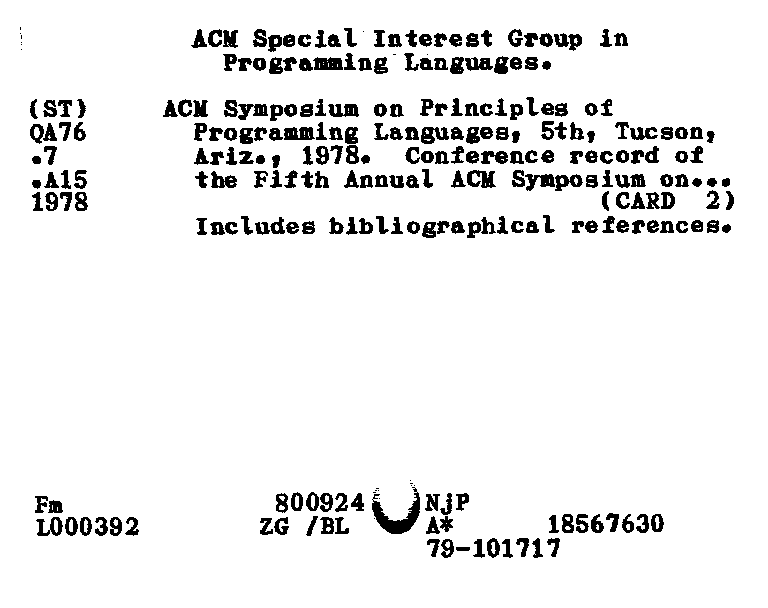 ACM Special Interest Group in
Programming Languages.
(ST) ACM Symposium on Principles of
QA76 Programming Languages, 5th, Tucson,
.7 Ariz., 1978. Conference record of
.A15 the Fifth Annual ACM Symposium on...
1978 (CARD 2)
Includes bibliographical references.
Fm 800924 NjP
L000392 ZG /BL A* 18567630
79-101717